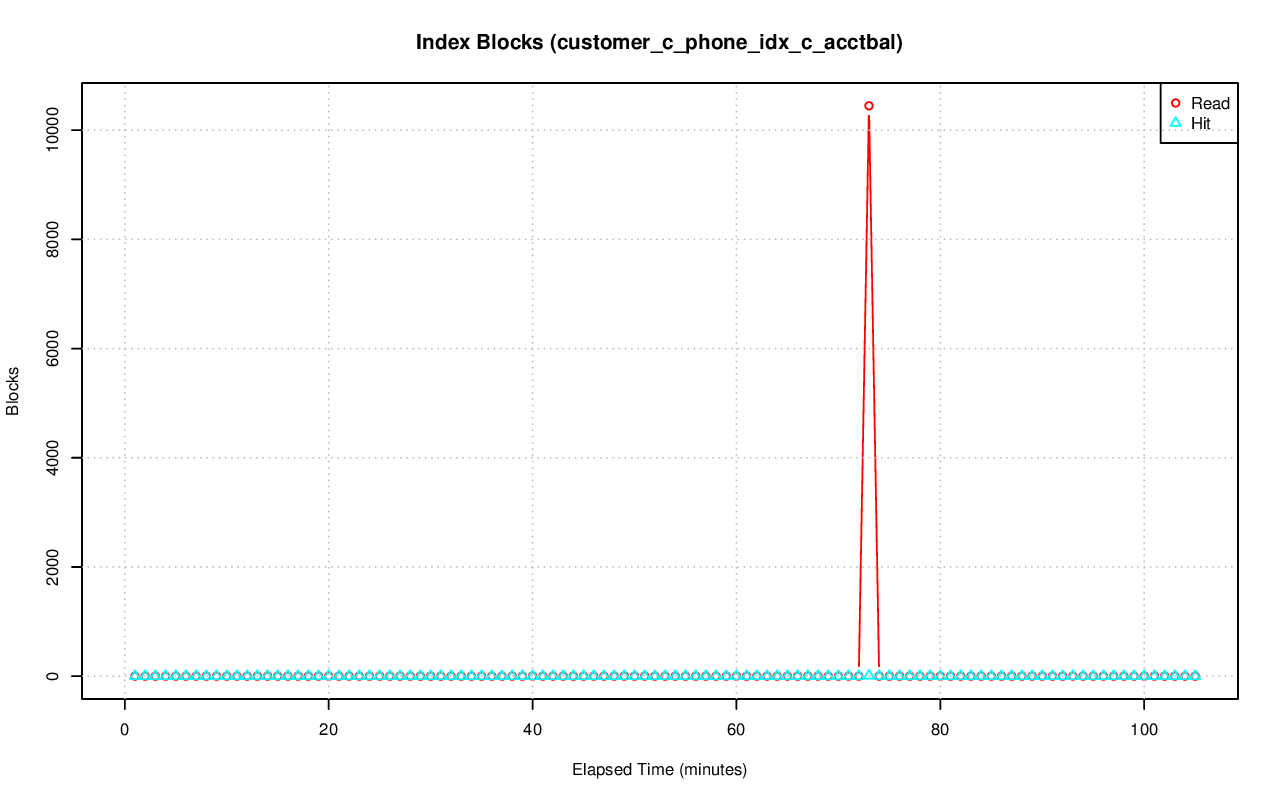 Index Blocks (customer_c_phone_idx_c_acctbal)
Read
Hit
10000
8000
6000
4000
2000
0
Blocks
0 20 40 60 80 100
Elapsed Time (minutes)